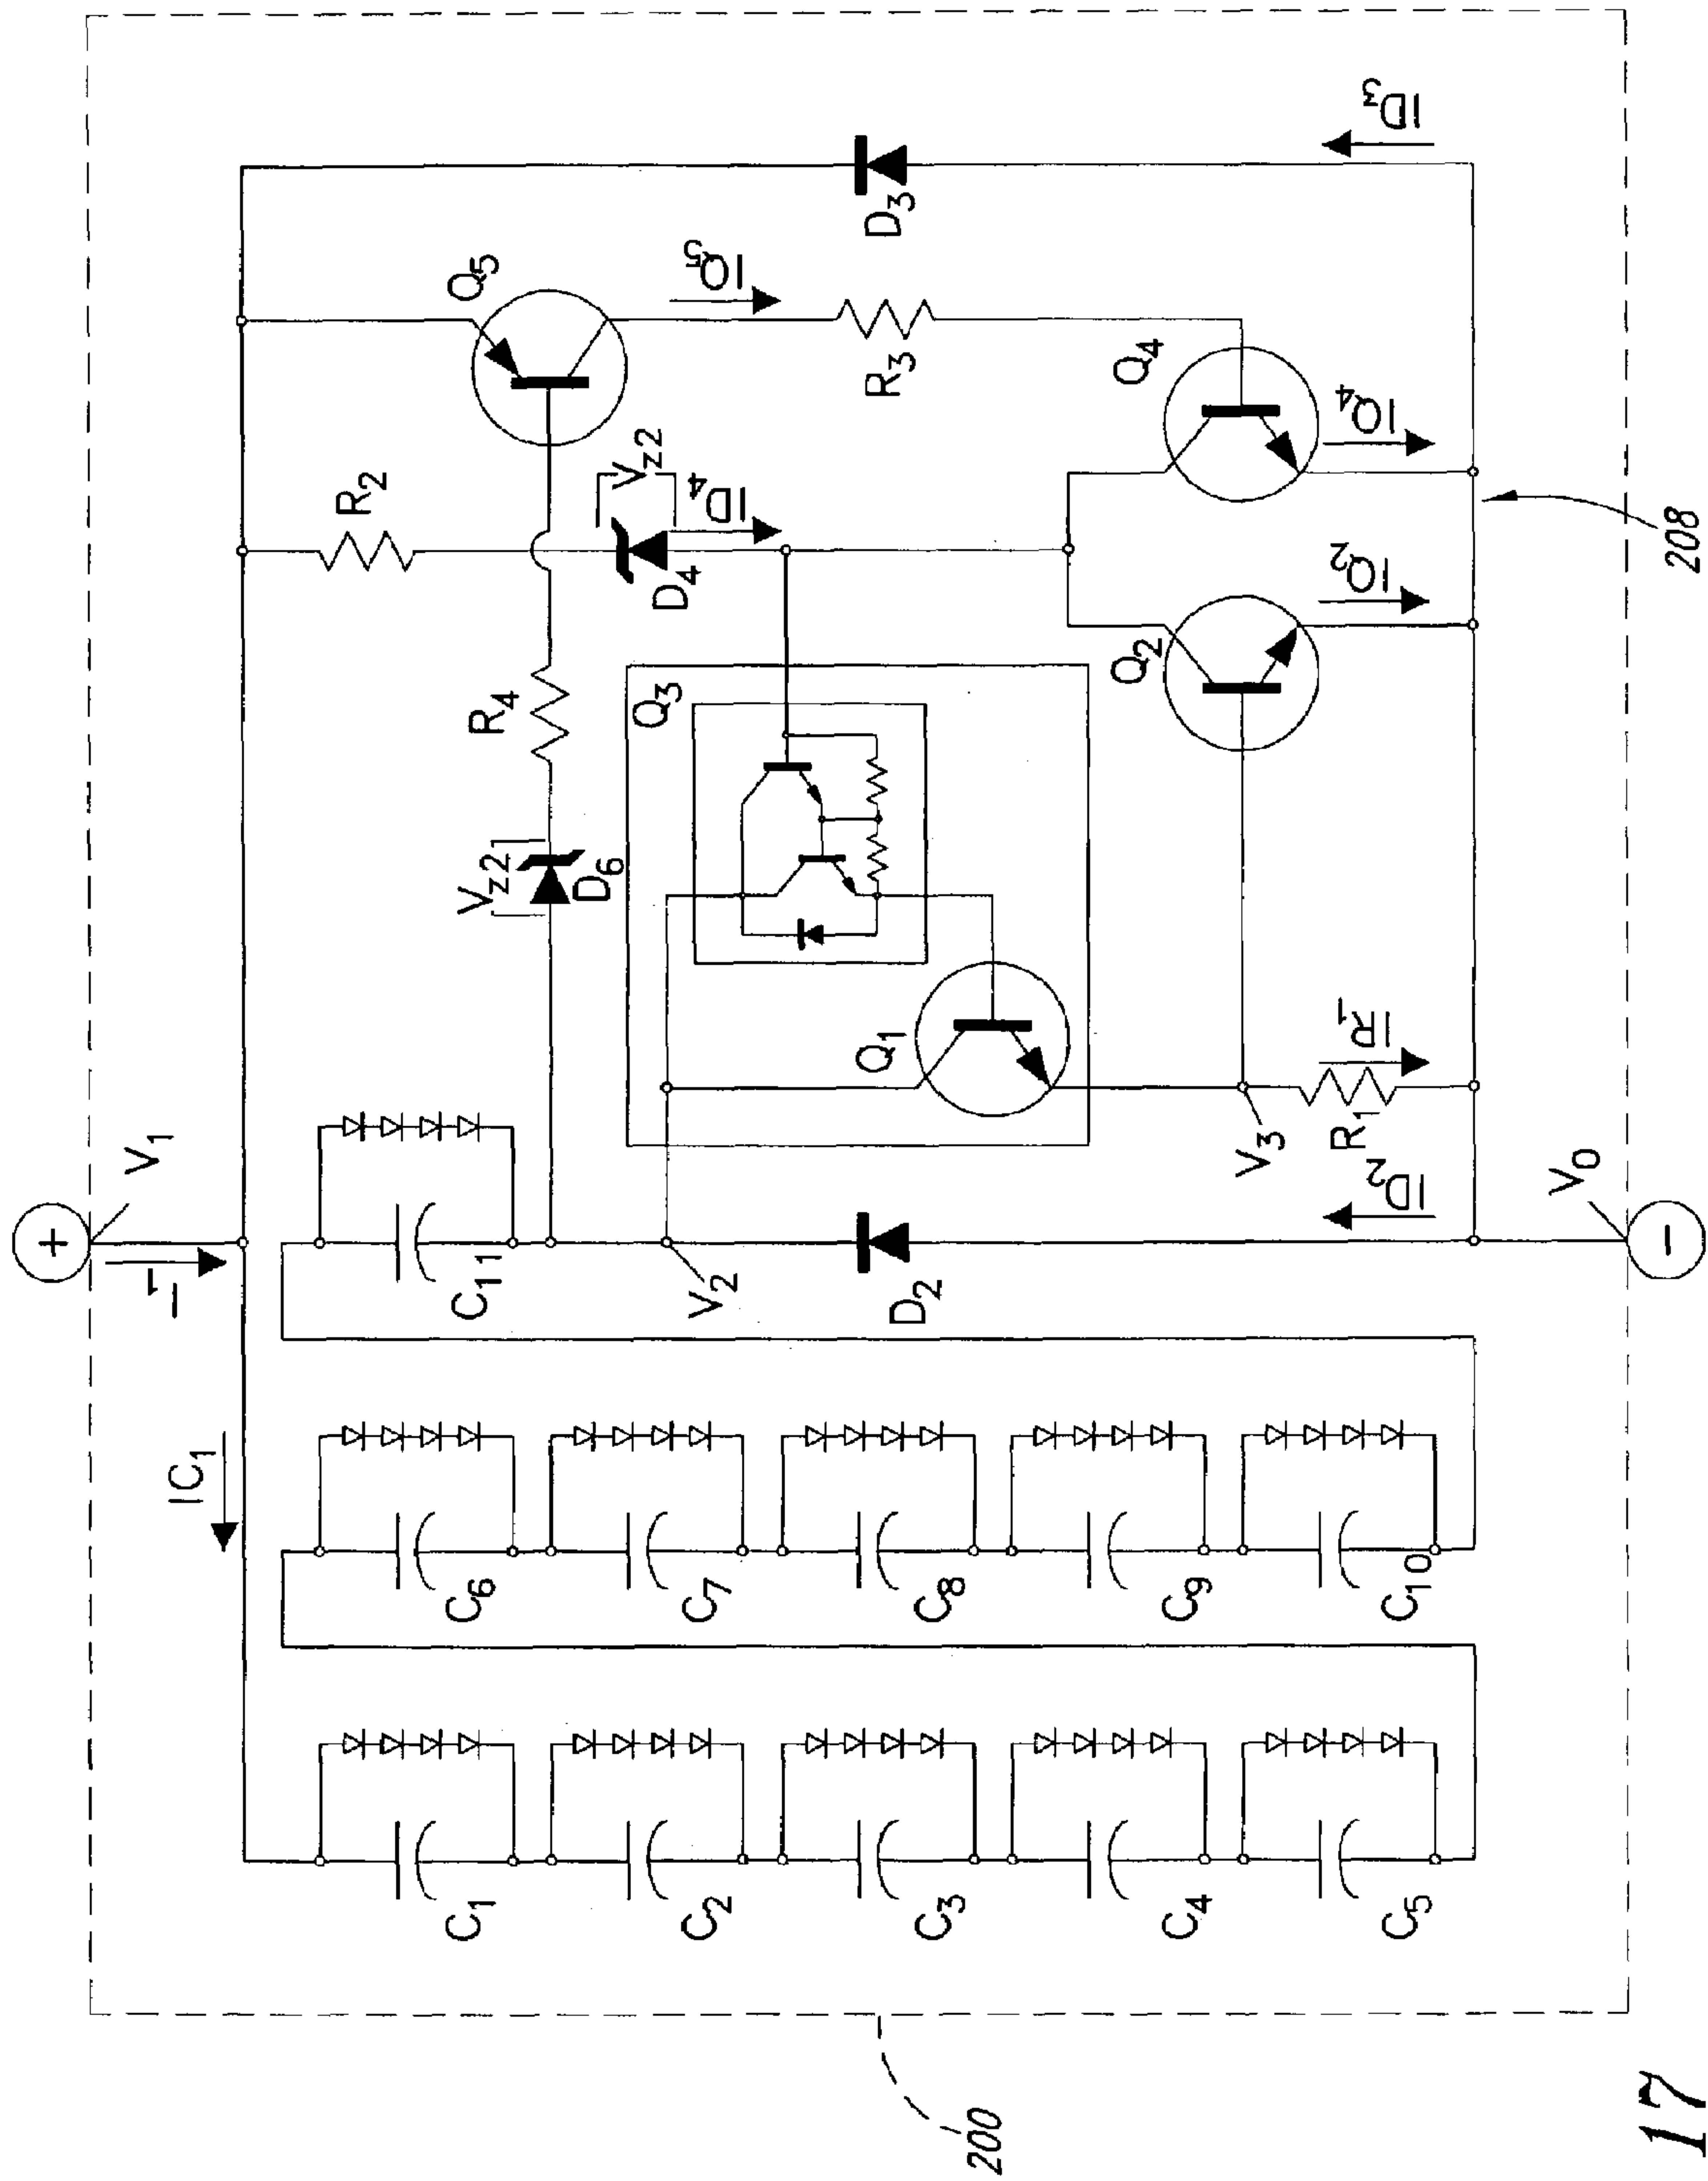 +
V1
I1
IC1
C1
C2
C3
C4
C5
C6
C7
C8
C9
C10
C11
V2
D2
ID2
V0
-
Vz2
D6
R4
R2
Vz2
D4
ID4
Q5
IQ5
R3
D3
ID3
Q3
Q1
V3
R1
IR1
Q2
IQ2
Q4
IQ4
208
200
17